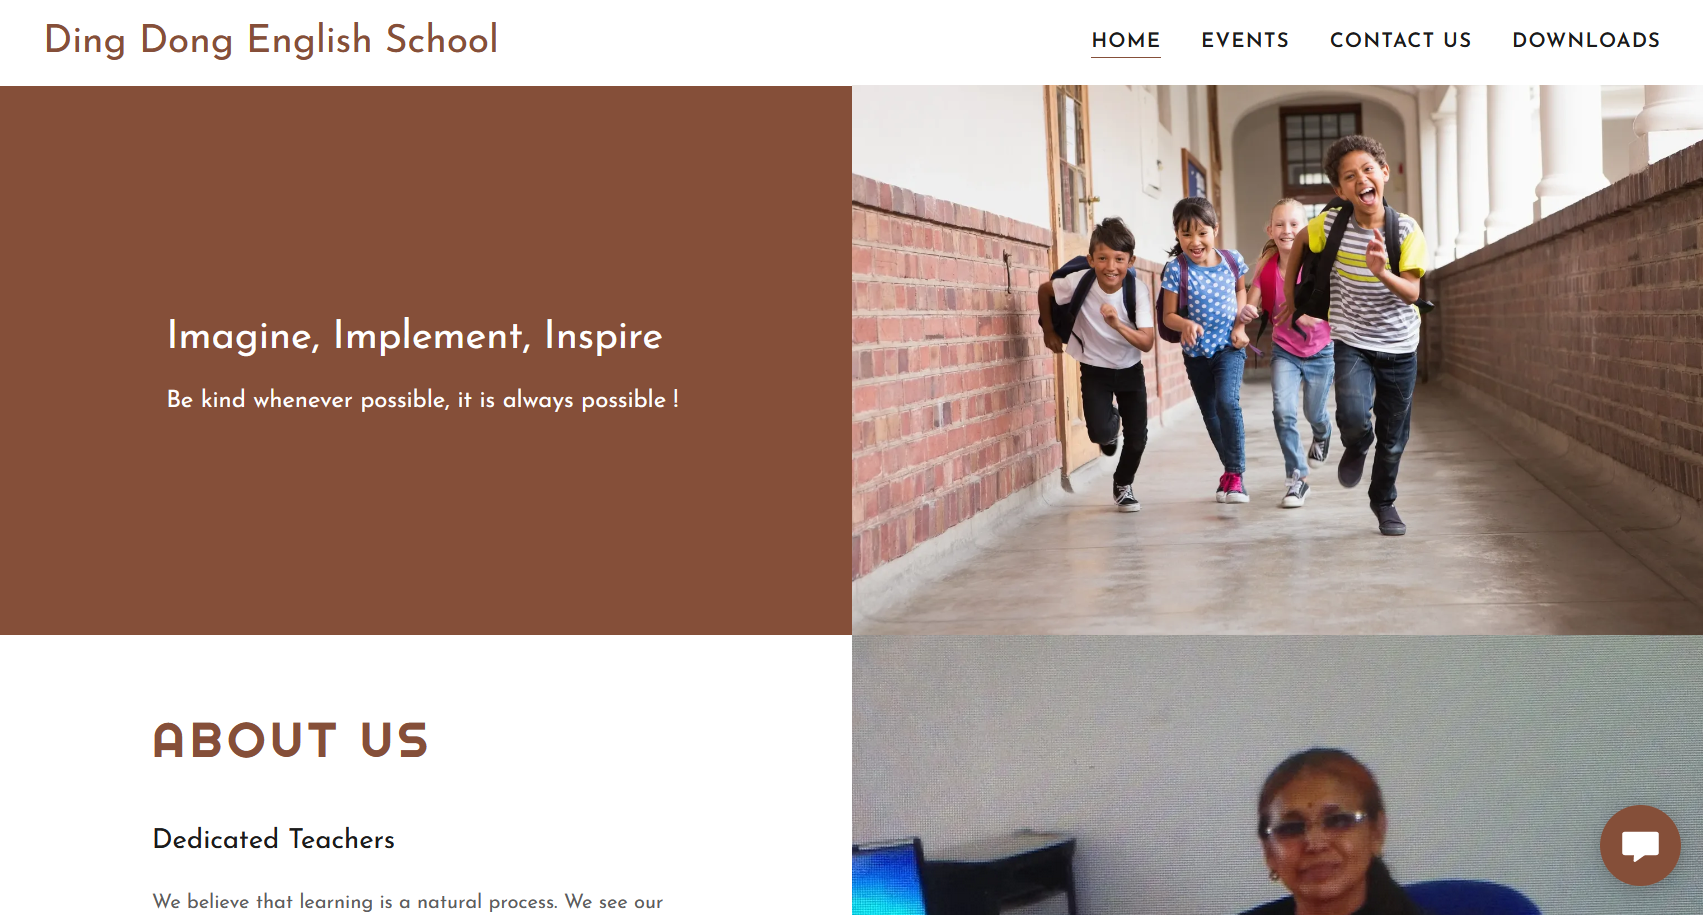 Ding Dong English School
HOME EVENTS CONTACT US DOWNLOADS
Imagine, Implement, Inspire
Be kind whenever possible, it is always possible !
ABOUT US
Dedicated Teachers
We believe that learning is a natural process. We see our